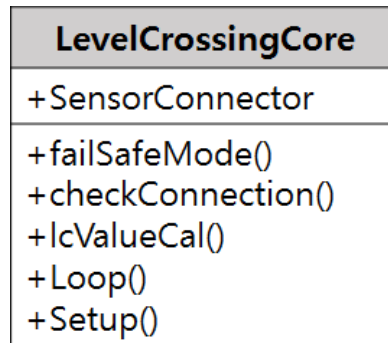 LevelCrossingCore
+SensorConnector
+failSafeMode()
+checkConnection()
+lcValueCal()
+Loop()
+Setup()